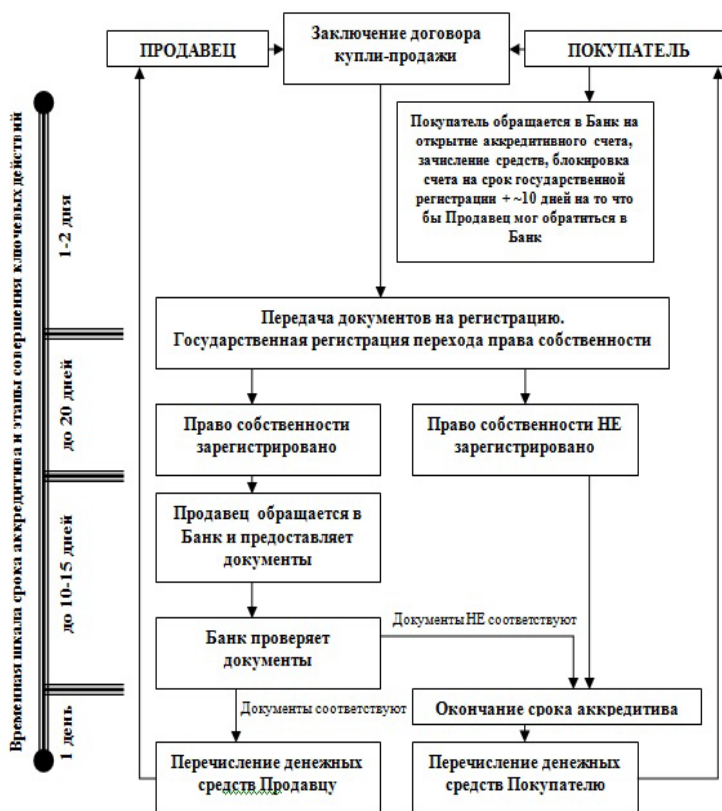 Заключение договора
купли-продажи
ПРОДАВЕЦ
ПОКУПАТЕЛЬ
Покупатель обращается в Банк на
открытие аккредитивного счета,
зачисление средств, блокировка
счета на срок государственной
регистрации + ~10 дней на то что
бы Продавец мог обратиться в
Банк
Временная шкала срока аккредитива и этапы совершения ключевых действий
1-2 дня
до 20 дней
до 10-15 дней
1 день
Передача документов на регистрацию.
Государственная регистрация перехода права собственности
Право собственности
зарегистрировано
Право собственности НЕ
зарегистрировано
Продавец обращается в
Банк и предоставляет
документы
Банк проверяет
документы
Документы НЕ соответствуют
Документы соответствуют
Окончание срока аккредитива
Перечисление денежных
средств Продавцу
Перечисление денежных
средств Покупателю